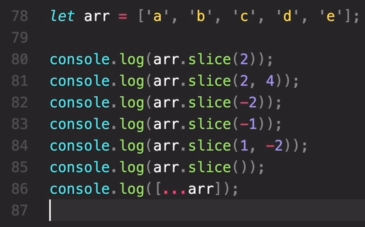 78 let arr = ['a', 'b', 'c', 'd', 'e'];
79
80 console.log(arr.slice(2));
81 console.log(arr.slice(2, 4));
82 console.log(arr.slice(-2));
83 console.log(arr.slice(-1));
84 console.log(arr.slice(1, -2));
85 console.log(arr.slice());
86 console.log([...arr]);
87